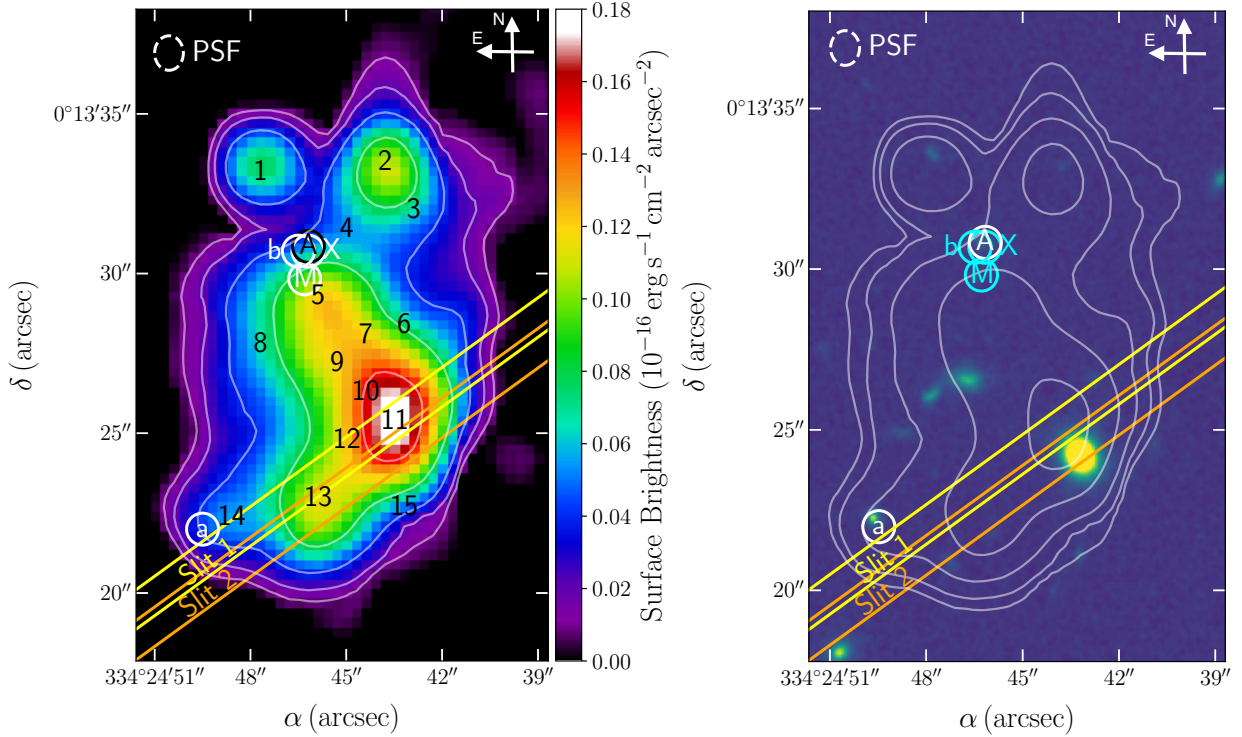 PSF
N
E
0°13′35″
30″
25″
20″
δ (arcsec)
334°24′51″
48″
45″
42″
39″
α (arcsec)
1
2
3
4
b
A
X
M
5
6
7
8
9
10
11
12
13
14
15
a
Slit 1
Slit 2
0.18
0.16
0.14
0.12
0.10
0.08
0.06
0.04
0.02
0.00
Surface Brightness (10⁻¹⁶ erg s⁻¹ cm⁻² arcsec⁻²)
PSF
N
E
0°13′35″
30″
25″
20″
δ (arcsec)
334°24′51″
48″
45″
42″
39″
α (arcsec)
b
A
X
M
a
Slit 1
Slit 2